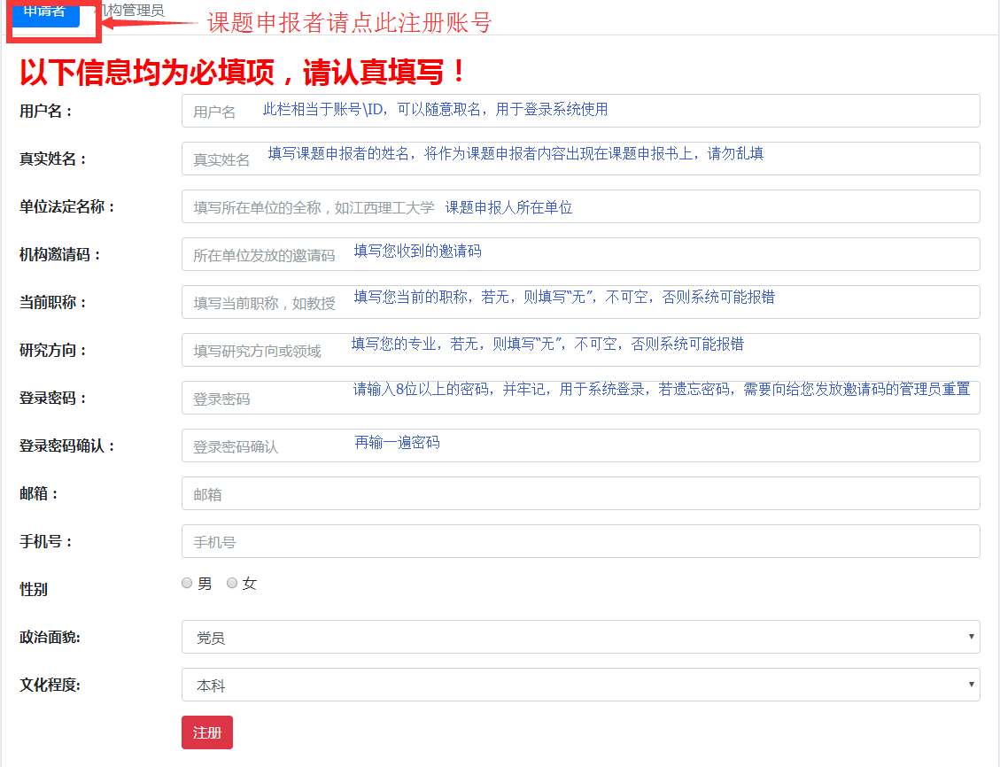 申请者 机构管理员
课题申报者请点此注册账号
以下信息均为必填项，请认真填写！
用户名： 用户名 此栏相当于账号\ID，可以随意取名，用于登录系统使用
真实姓名： 真实姓名 填写课题申报者的姓名，将作为课题申报者内容出现在课题申报书上，请勿乱填
单位法定名称： 填写所在单位的全称，如江西理工大学 课题申报人所在单位
机构邀请码： 所在单位发放的邀请码 填写您收到的邀请码
当前职称： 填写当前职称，如教授 填写您当前的职称，若无，则填写“无”，不可空，否则系统可能报错
研究方向： 填写研究方向或领域 填写您的专业，若无，则填写“无”，不可空，否则系统可能报错
登录密码： 登录密码 请输入8位以上的密码，并牢记，用于系统登录，若遗忘密码，需要向给您发放邀请码的管理员重置
登录密码确认： 登录密码确认 再输一遍密码
邮箱： 邮箱
手机号： 手机号
性别 男 女
政治面貌: 党员
文化程度: 本科
注册